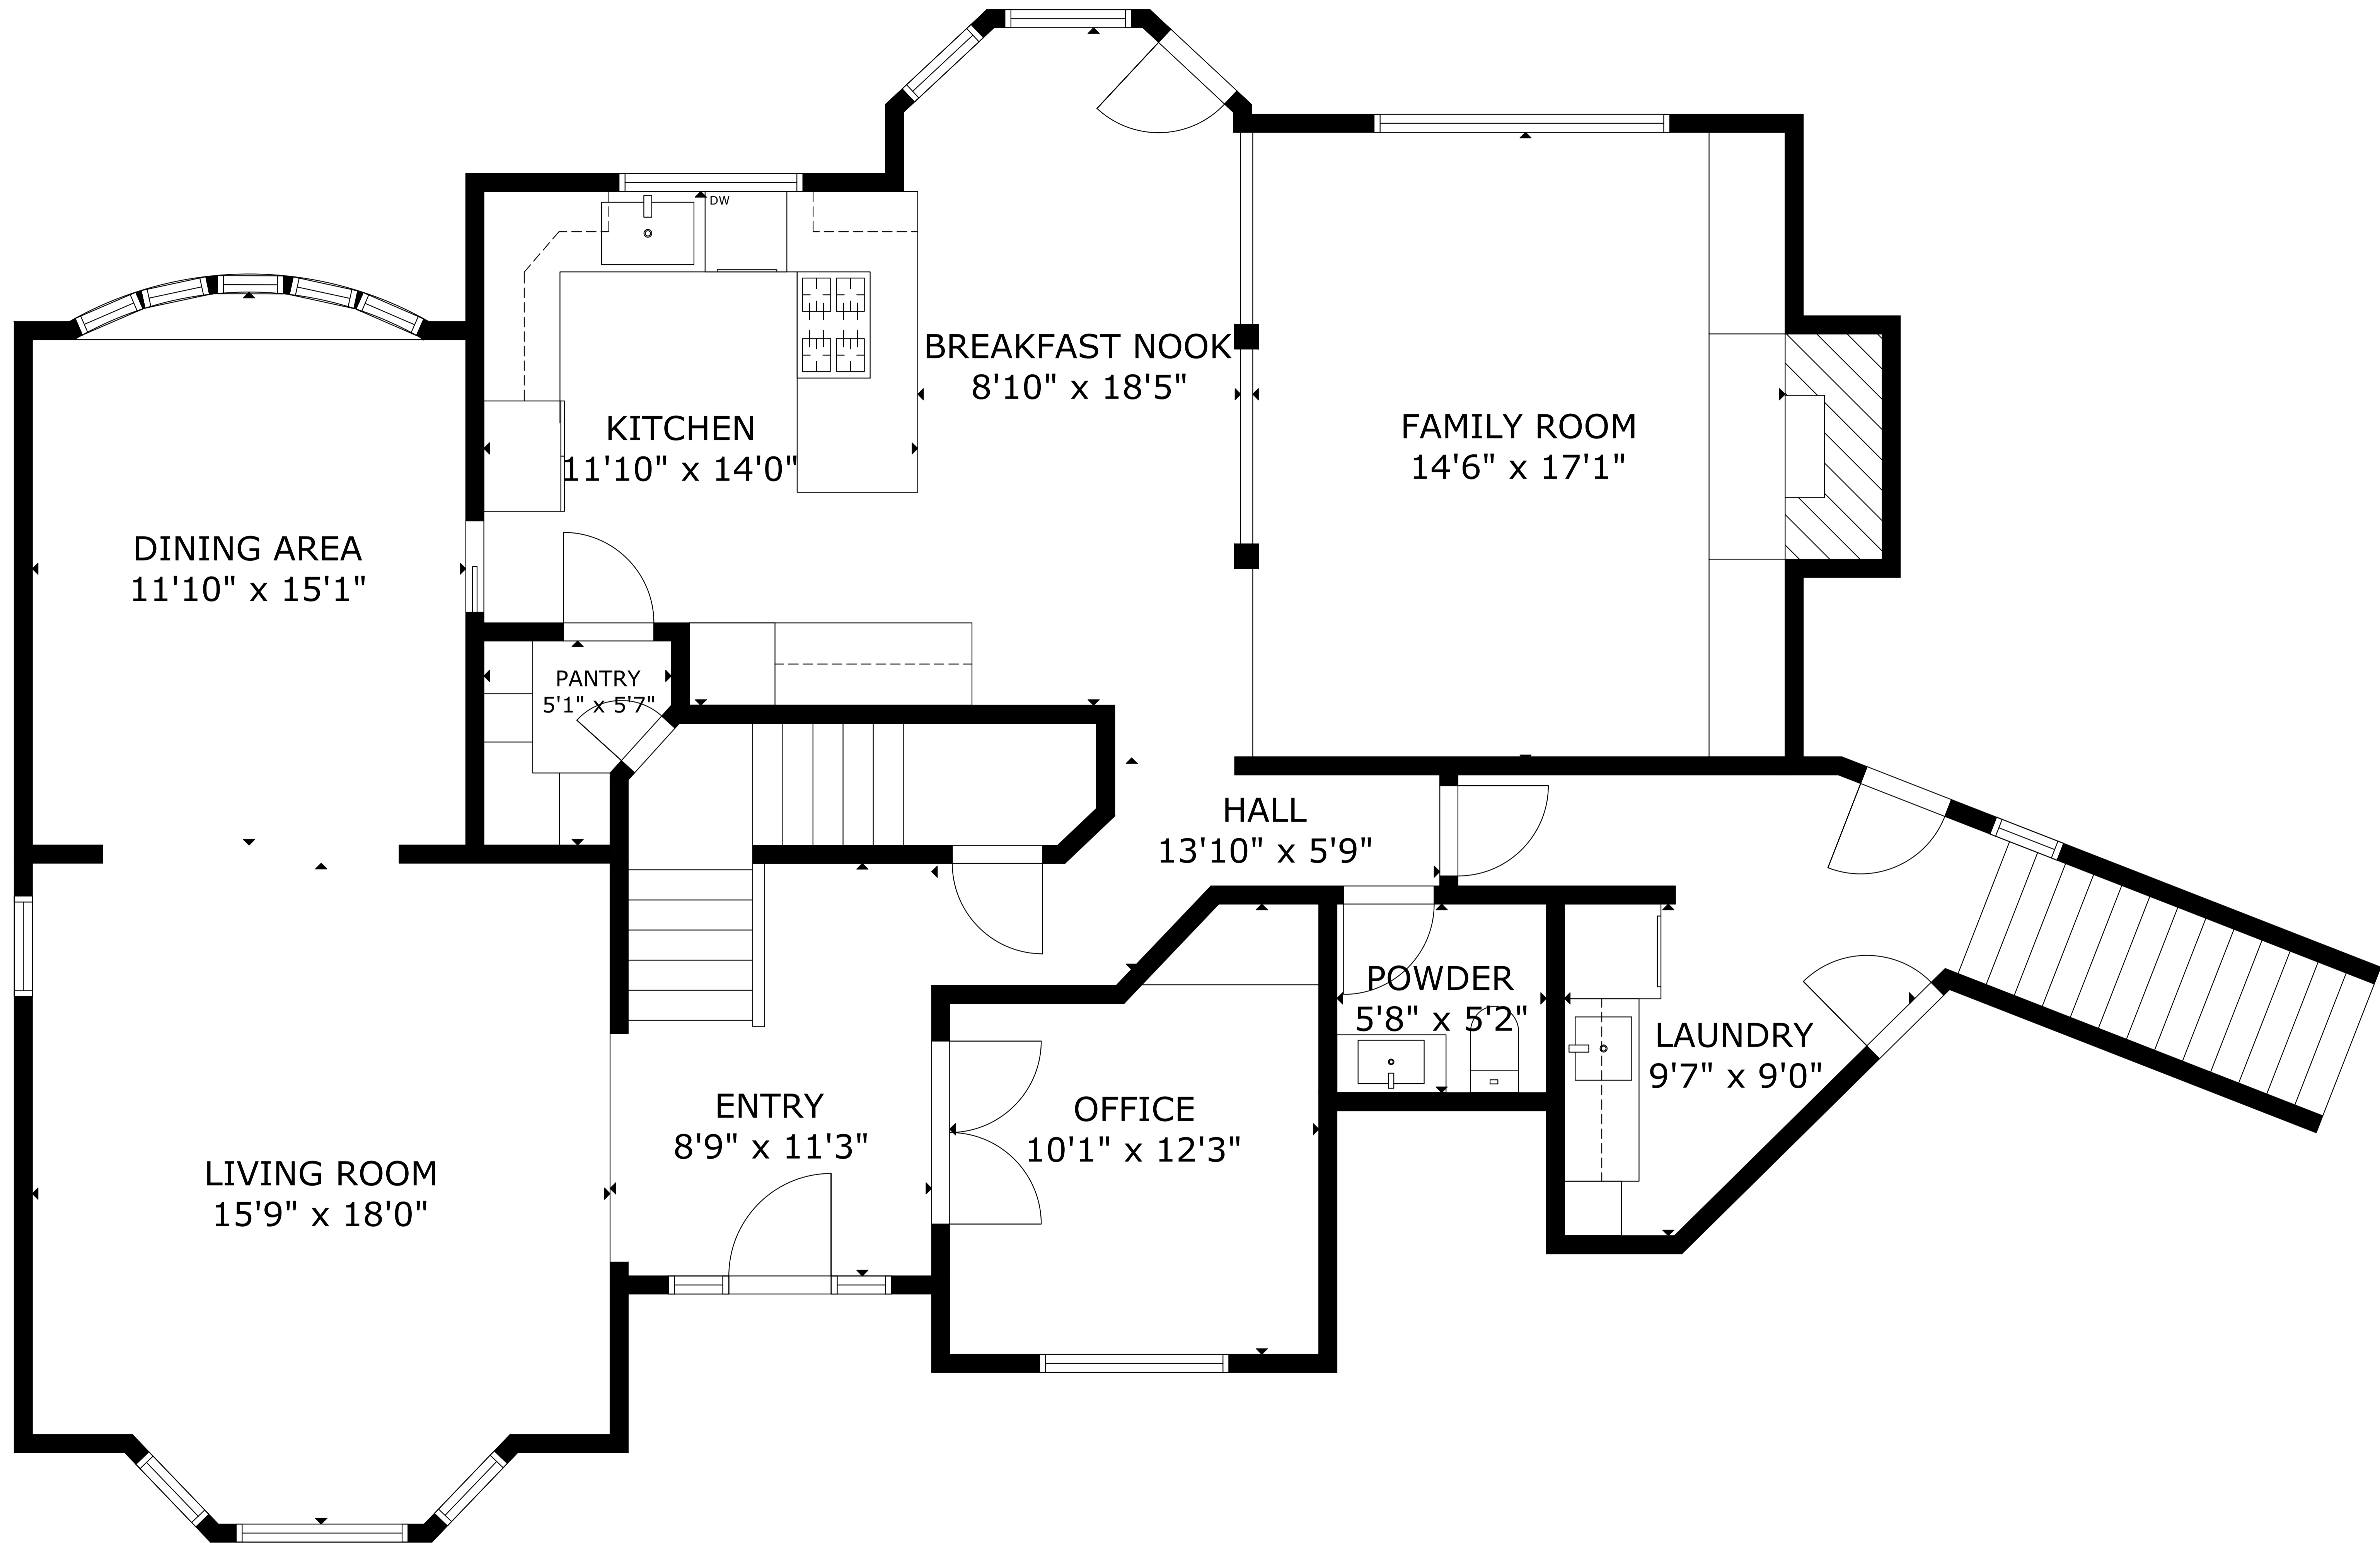 DW
BREAKFAST NOOK
8'10" x 18'5"
KITCHEN
11'10" x 14'0"
FAMILY ROOM
14'6" x 17'1"
DINING AREA
11'10" x 15'1"
PANTRY
5'1" x 5'7"
HALL
13'10" x 5'9"
POWDER
5'8" x 5'2"
LAUNDRY
9'7" x 9'0"
ENTRY
8'9" x 11'3"
OFFICE
10'1" x 12'3"
LIVING ROOM
15'9" x 18'0"